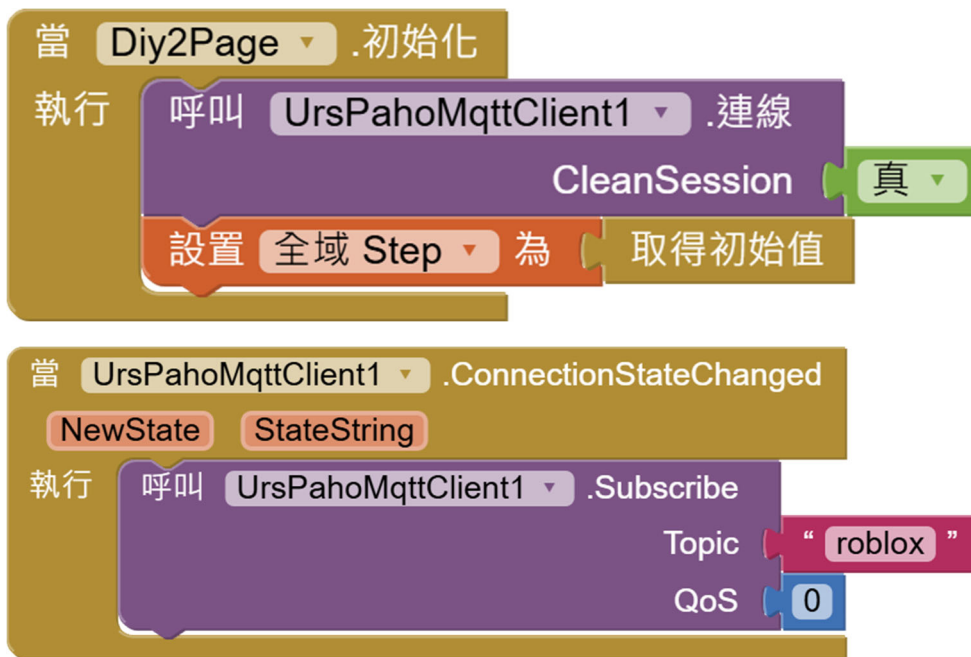 當 Diy2Page .初始化
執行 呼叫 UrsPahoMqttClient1 .連線
CleanSession 真
設置 全域 Step 為 取得初始值
當 UrsPahoMqttClient1 .ConnectionStateChanged
NewState StateString
執行 呼叫 UrsPahoMqttClient1 .Subscribe
Topic “ roblox ”
QoS 0